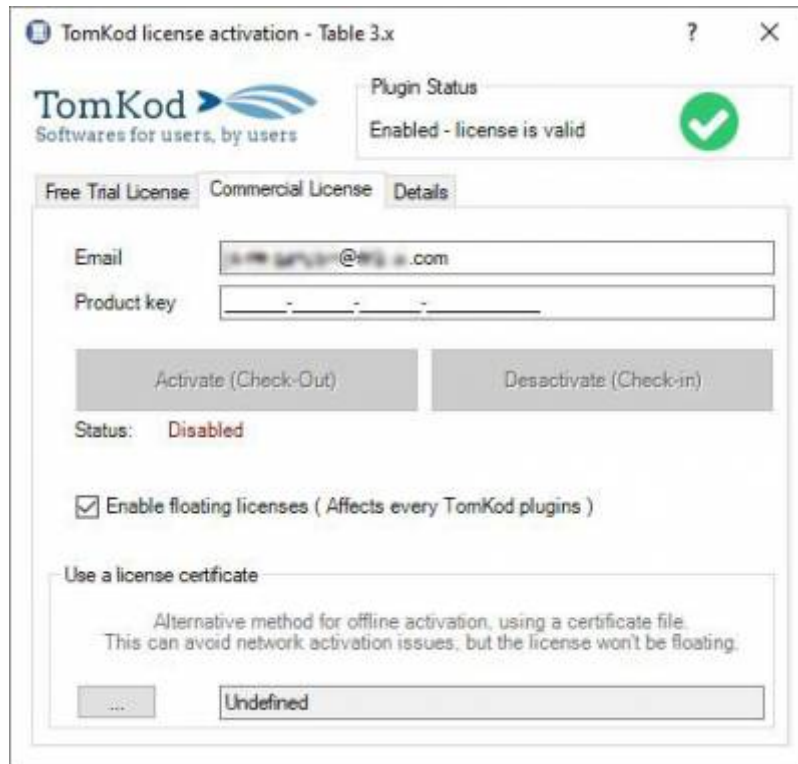 TomKod license activation - Table 3.x
?
TomKod
Softwares for users, by users
Plugin Status
Enabled - license is valid
Free Trial License
Commercial License
Details
Email
@
.com
Product key
Activate (Check-Out)
Desactivate (Check-in)
Status: Disabled
Enable floating licenses ( Affects every TomKod plugins )
Use a license certificate
Alternative method for offline activation, using a certificate file.
This can avoid network activation issues, but the license won't be floating.
...
Undefined